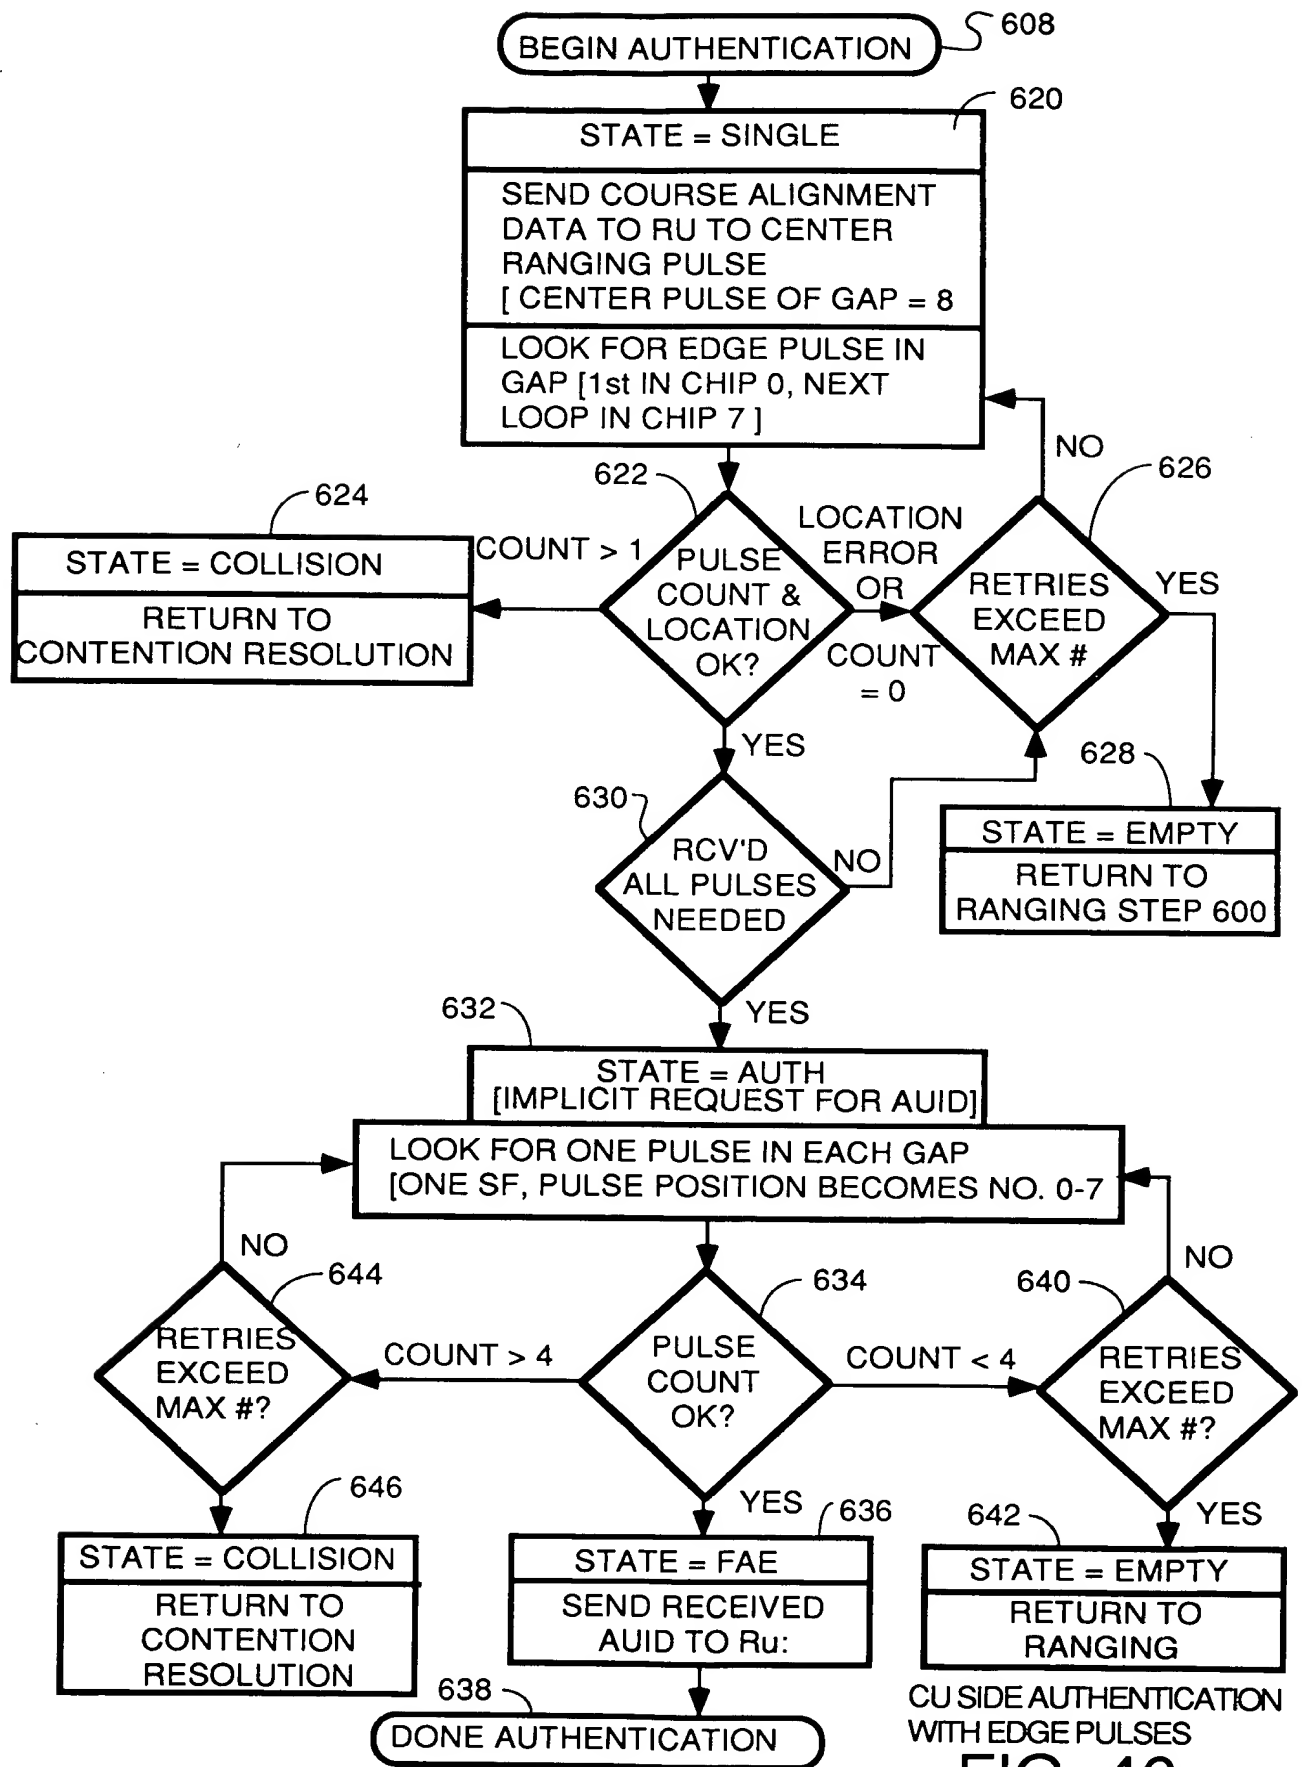 BEGIN AUTHENTICATION
608
620
STATE = SINGLE
SEND COURSE ALIGNMENT
DATA TO RU TO CENTER
RANGING PULSE
[ CENTER PULSE OF GAP = 8
LOOK FOR EDGE PULSE IN
GAP [1st IN CHIP 0, NEXT
LOOP IN CHIP 7 ]
NO
622
626
624
STATE = COLLISION
RETURN TO
CONTENTION RESOLUTION
COUNT > 1
PULSE
COUNT &
LOCATION
OK?
LOCATION
ERROR
OR
COUNT
= 0
RETRIES
EXCEED
MAX #
YES
YES
628
STATE = EMPTY
RETURN TO
RANGING STEP 600
630
RCV'D
ALL PULSES
NEEDED
NO
YES
632
STATE = AUTH
[IMPLICIT REQUEST FOR AUID]
LOOK FOR ONE PULSE IN EACH GAP
[ONE SF, PULSE POSITION BECOMES NO. 0-7
NO
644
634
640
NO
RETRIES
EXCEED
MAX #?
COUNT > 4
PULSE
COUNT
OK?
COUNT < 4
RETRIES
EXCEED
MAX #?
646
STATE = COLLISION
RETURN TO
CONTENTION
RESOLUTION
YES
636
STATE = FAE
SEND RECEIVED
AUID TO Ru:
YES
642
STATE = EMPTY
RETURN TO
RANGING
638
DONE AUTHENTICATION
CU SIDE AUTHENTICATION
WITH EDGE PULSES